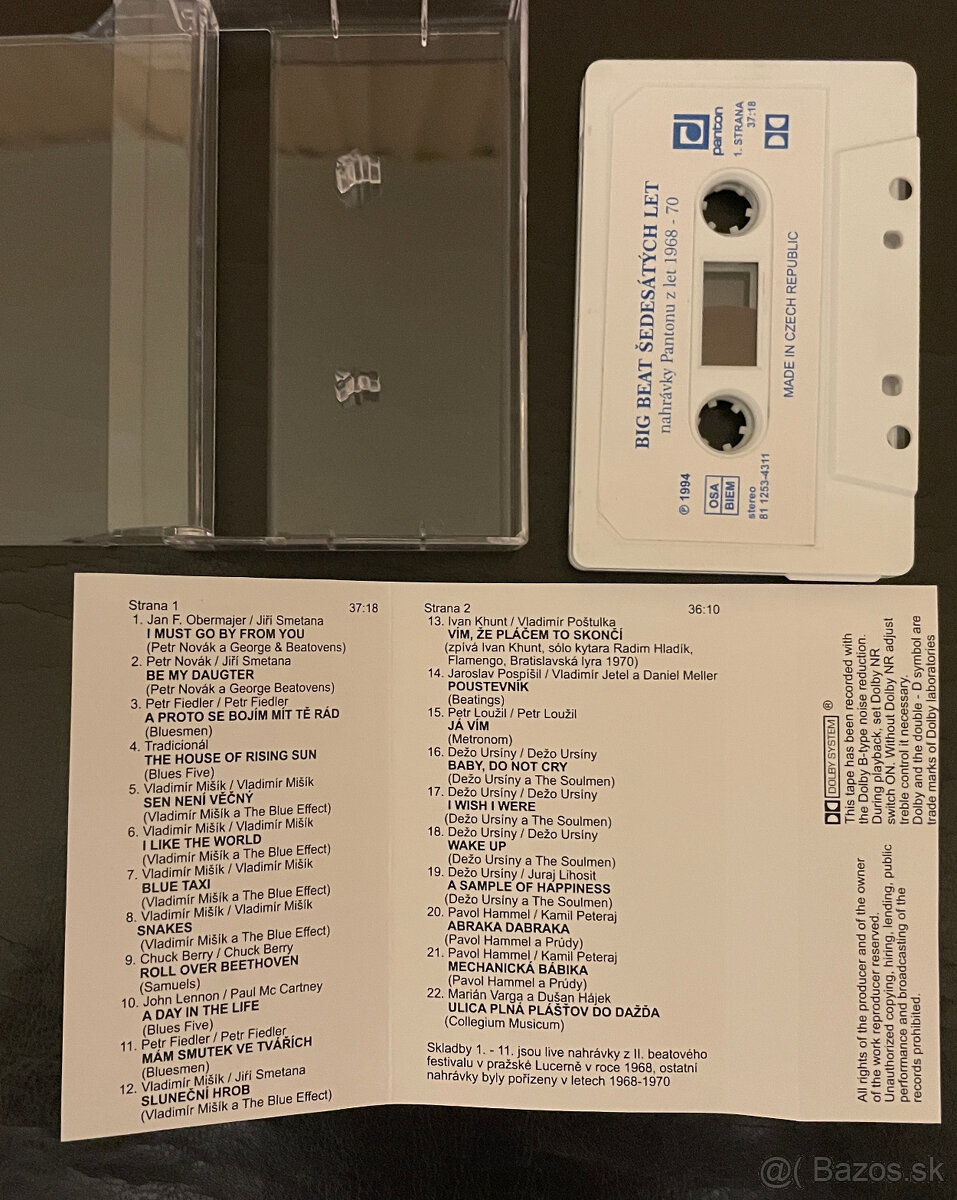 panton
1. STRANA
37:18
BIG BEAT ŠEDESÁTÝCH LET
nahrávky Pantonu z let 1968 - 70
MADE IN CZECH REPUBLIC
℗ 1994
OSA
BIEM
stereo
81 1253-4311
Strana 1 37:18
1. Jan F. Obermajer / Jiří Smetana
I MUST GO BY FROM YOU
(Petr Novák a George & Beatovens)
2. Petr Novák / Jiří Smetana
BE MY DAUGTER
(Petr Novák a George Beatovens)
3. Petr Fiedler / Petr Fiedler
A PROTO SE BOJÍM MÍT TĚ RÁD
(Bluesmen)
4. Tradicionál
THE HOUSE OF RISING SUN
(Blues Five)
5. Vladimír Mišík / Vladimír Mišík
SEN NENÍ VĚČNÝ
(Vladimír Mišík a The Blue Effect)
6. Vladimír Mišík / Vladimír Mišík
I LIKE THE WORLD
(Vladimír Mišík a The Blue Effect)
7. Vladimír Mišík / Vladimír Mišík
BLUE TAXI
(Vladimír Mišík a The Blue Effect)
8. Vladimír Mišík / Vladimír Mišík
SNAKES
(Vladimír Mišík a The Blue Effect)
9. Chuck Berry / Chuck Berry
ROLL OVER BEETHOVEN
(Samuels)
10. John Lennon / Paul Mc Cartney
A DAY IN THE LIFE
(Blues Five)
11. Petr Fiedler / Petr Fiedler
MÁM SMUTEK VE TVÁŘÍCH
(Bluesmen)
12. Vladimír Mišík / Jiří Smetana
SLUNEČNÍ HROB
(Vladimír Mišík a The Blue Effect)
Strana 2 36:10
13. Ivan Khunt / Vladimír Poštulka
VÍM, ŽE PLÁČEM TO SKONČÍ
(zpívá Ivan Khunt, sólo kytara Radim Hladík,
Flamengo, Bratislavská lyra 1970)
14. Jaroslav Pospíšil / Vladimír Jetel a Daniel Meller
POUSTEVNÍK
(Beatings)
15. Petr Loužil / Petr Loužil
JÁ VÍM
(Metronom)
16. Dežo Ursíny / Dežo Ursíny
BABY, DO NOT CRY
(Dežo Ursíny a The Soulmen)
17. Dežo Ursíny / Dežo Ursíny
I WISH I WERE
(Dežo Ursíny a The Soulmen)
18. Dežo Ursíny / Dežo Ursíny
WAKE UP
(Dežo Ursíny a The Soulmen)
19. Dežo Ursíny / Juraj Lihosit
A SAMPLE OF HAPPINESS
(Dežo Ursíny a The Soulmen)
20. Pavol Hammel / Kamil Peteraj
ABRAKA DABRAKA
(Pavol Hammel a Prúdy)
21. Pavol Hammel / Kamil Peteraj
MECHANICKÁ BÁBIKA
(Pavol Hammel a Prúdy)
22. Marián Varga a Dušan Hájek
ULICA PLNÁ PLÁŠŤOV DO DAŽĎA
(Collegium Musicum)
Skladby 1. - 11. jsou live nahrávky z II. beatového
festivalu v pražské Lucerně v roce 1968, ostatní
nahrávky byly pořízeny v letech 1968-1970
DOLBY SYSTEM ®
This tape has been recorded with
the Dolby B-type noise reduction.
During playback, set Dolby NR
switch ON. Without Dolby NR adjust
treble control it necessary.
Dolby and the double - D symbol are
trade marks of Dolby laboratories
All rights of the producer and of the owner
of the work reproducer reserved.
Unauthorized copying, hiring, lending, public
performance and broadcasting of the
records prohibited.
@( Bazos.sk